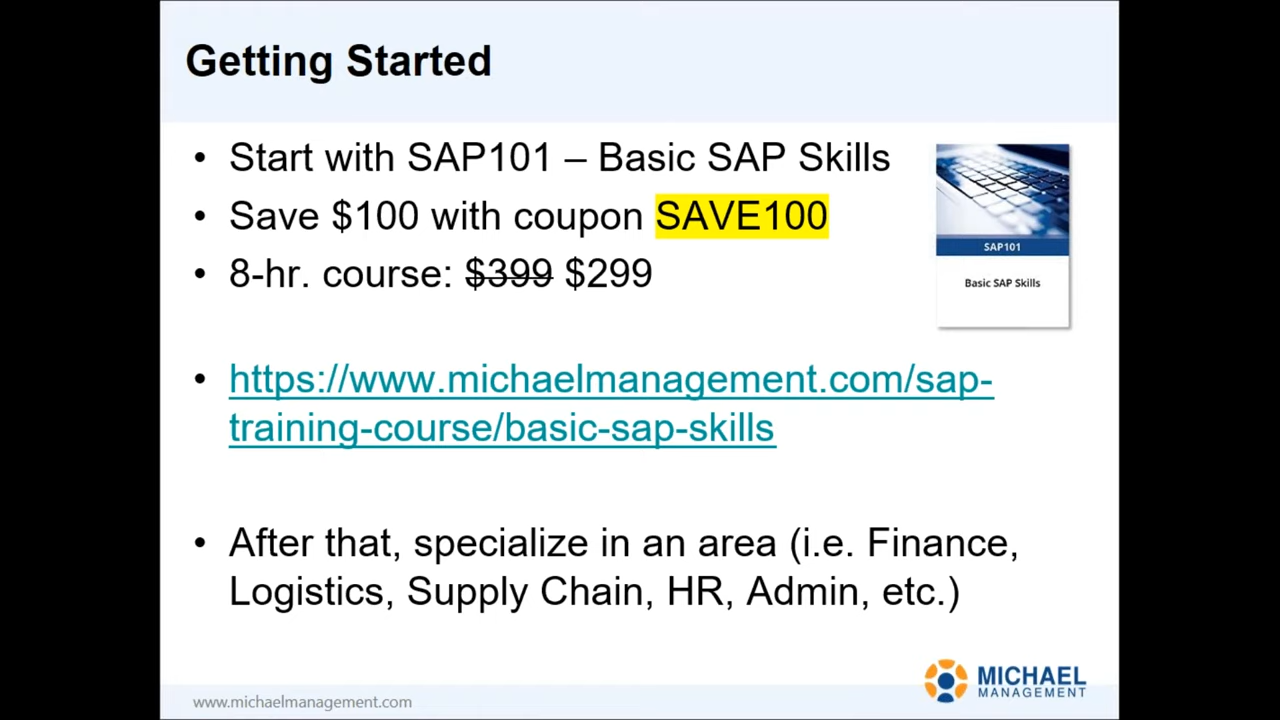 Getting Started
• Start with SAP101 – Basic SAP Skills
• Save $100 with coupon SAVE100
• 8-hr. course: $399 $299
SAP101
Basic SAP Skills
• https://www.michaelmanagement.com/sap-
training-course/basic-sap-skills
• After that, specialize in an area (i.e. Finance,
Logistics, Supply Chain, HR, Admin, etc.)
www.michaelmanagement.com
MICHAEL
MANAGEMENT